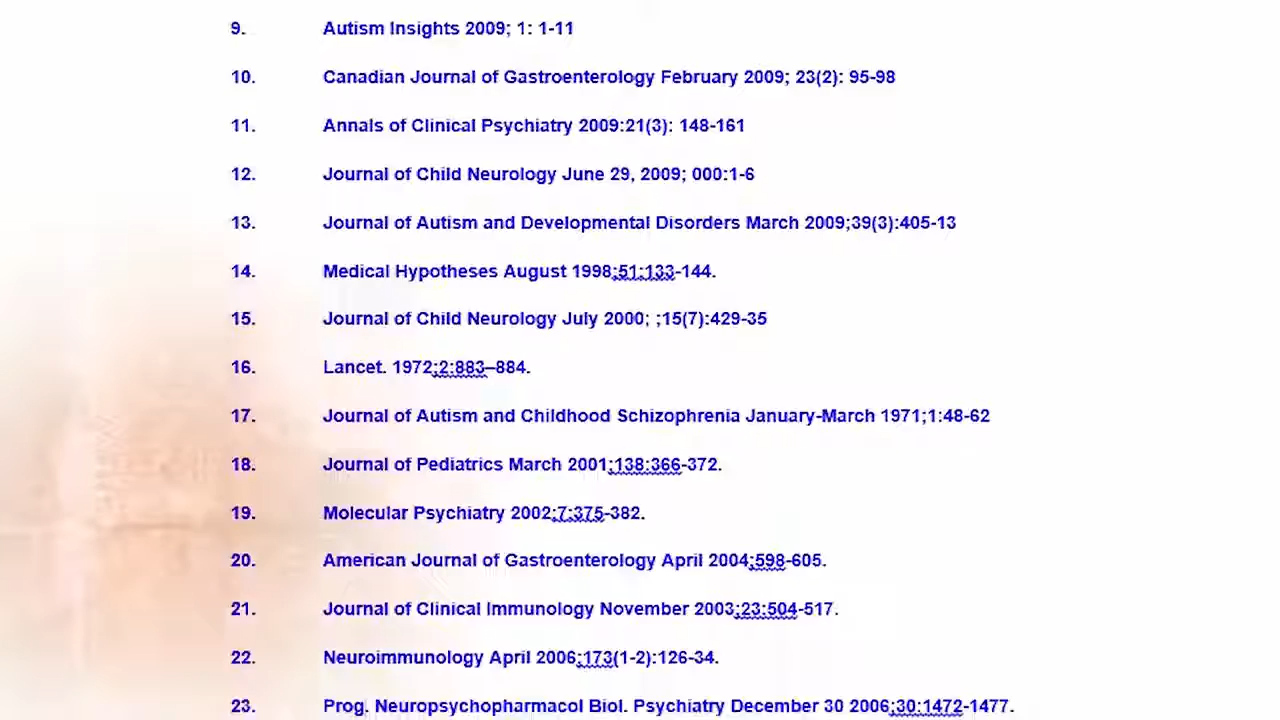 9. Autism Insights 2009; 1: 1-11
10. Canadian Journal of Gastroenterology February 2009; 23(2): 95-98
11. Annals of Clinical Psychiatry 2009:21(3): 148-161
12. Journal of Child Neurology June 29, 2009; 000:1-6
13. Journal of Autism and Developmental Disorders March 2009;39(3):405-13
14. Medical Hypotheses August 1998;51:133-144.
15. Journal of Child Neurology July 2000; ;15(7):429-35
16. Lancet. 1972;2:883–884.
17. Journal of Autism and Childhood Schizophrenia January-March 1971;1:48-62
18. Journal of Pediatrics March 2001;138:366-372.
19. Molecular Psychiatry 2002;7:375-382.
20. American Journal of Gastroenterology April 2004;598-605.
21. Journal of Clinical Immunology November 2003;23:504-517.
22. Neuroimmunology April 2006;173(1-2):126-34.
23. Prog. Neuropsychopharmacol Biol. Psychiatry December 30 2006;30:1472-1477.